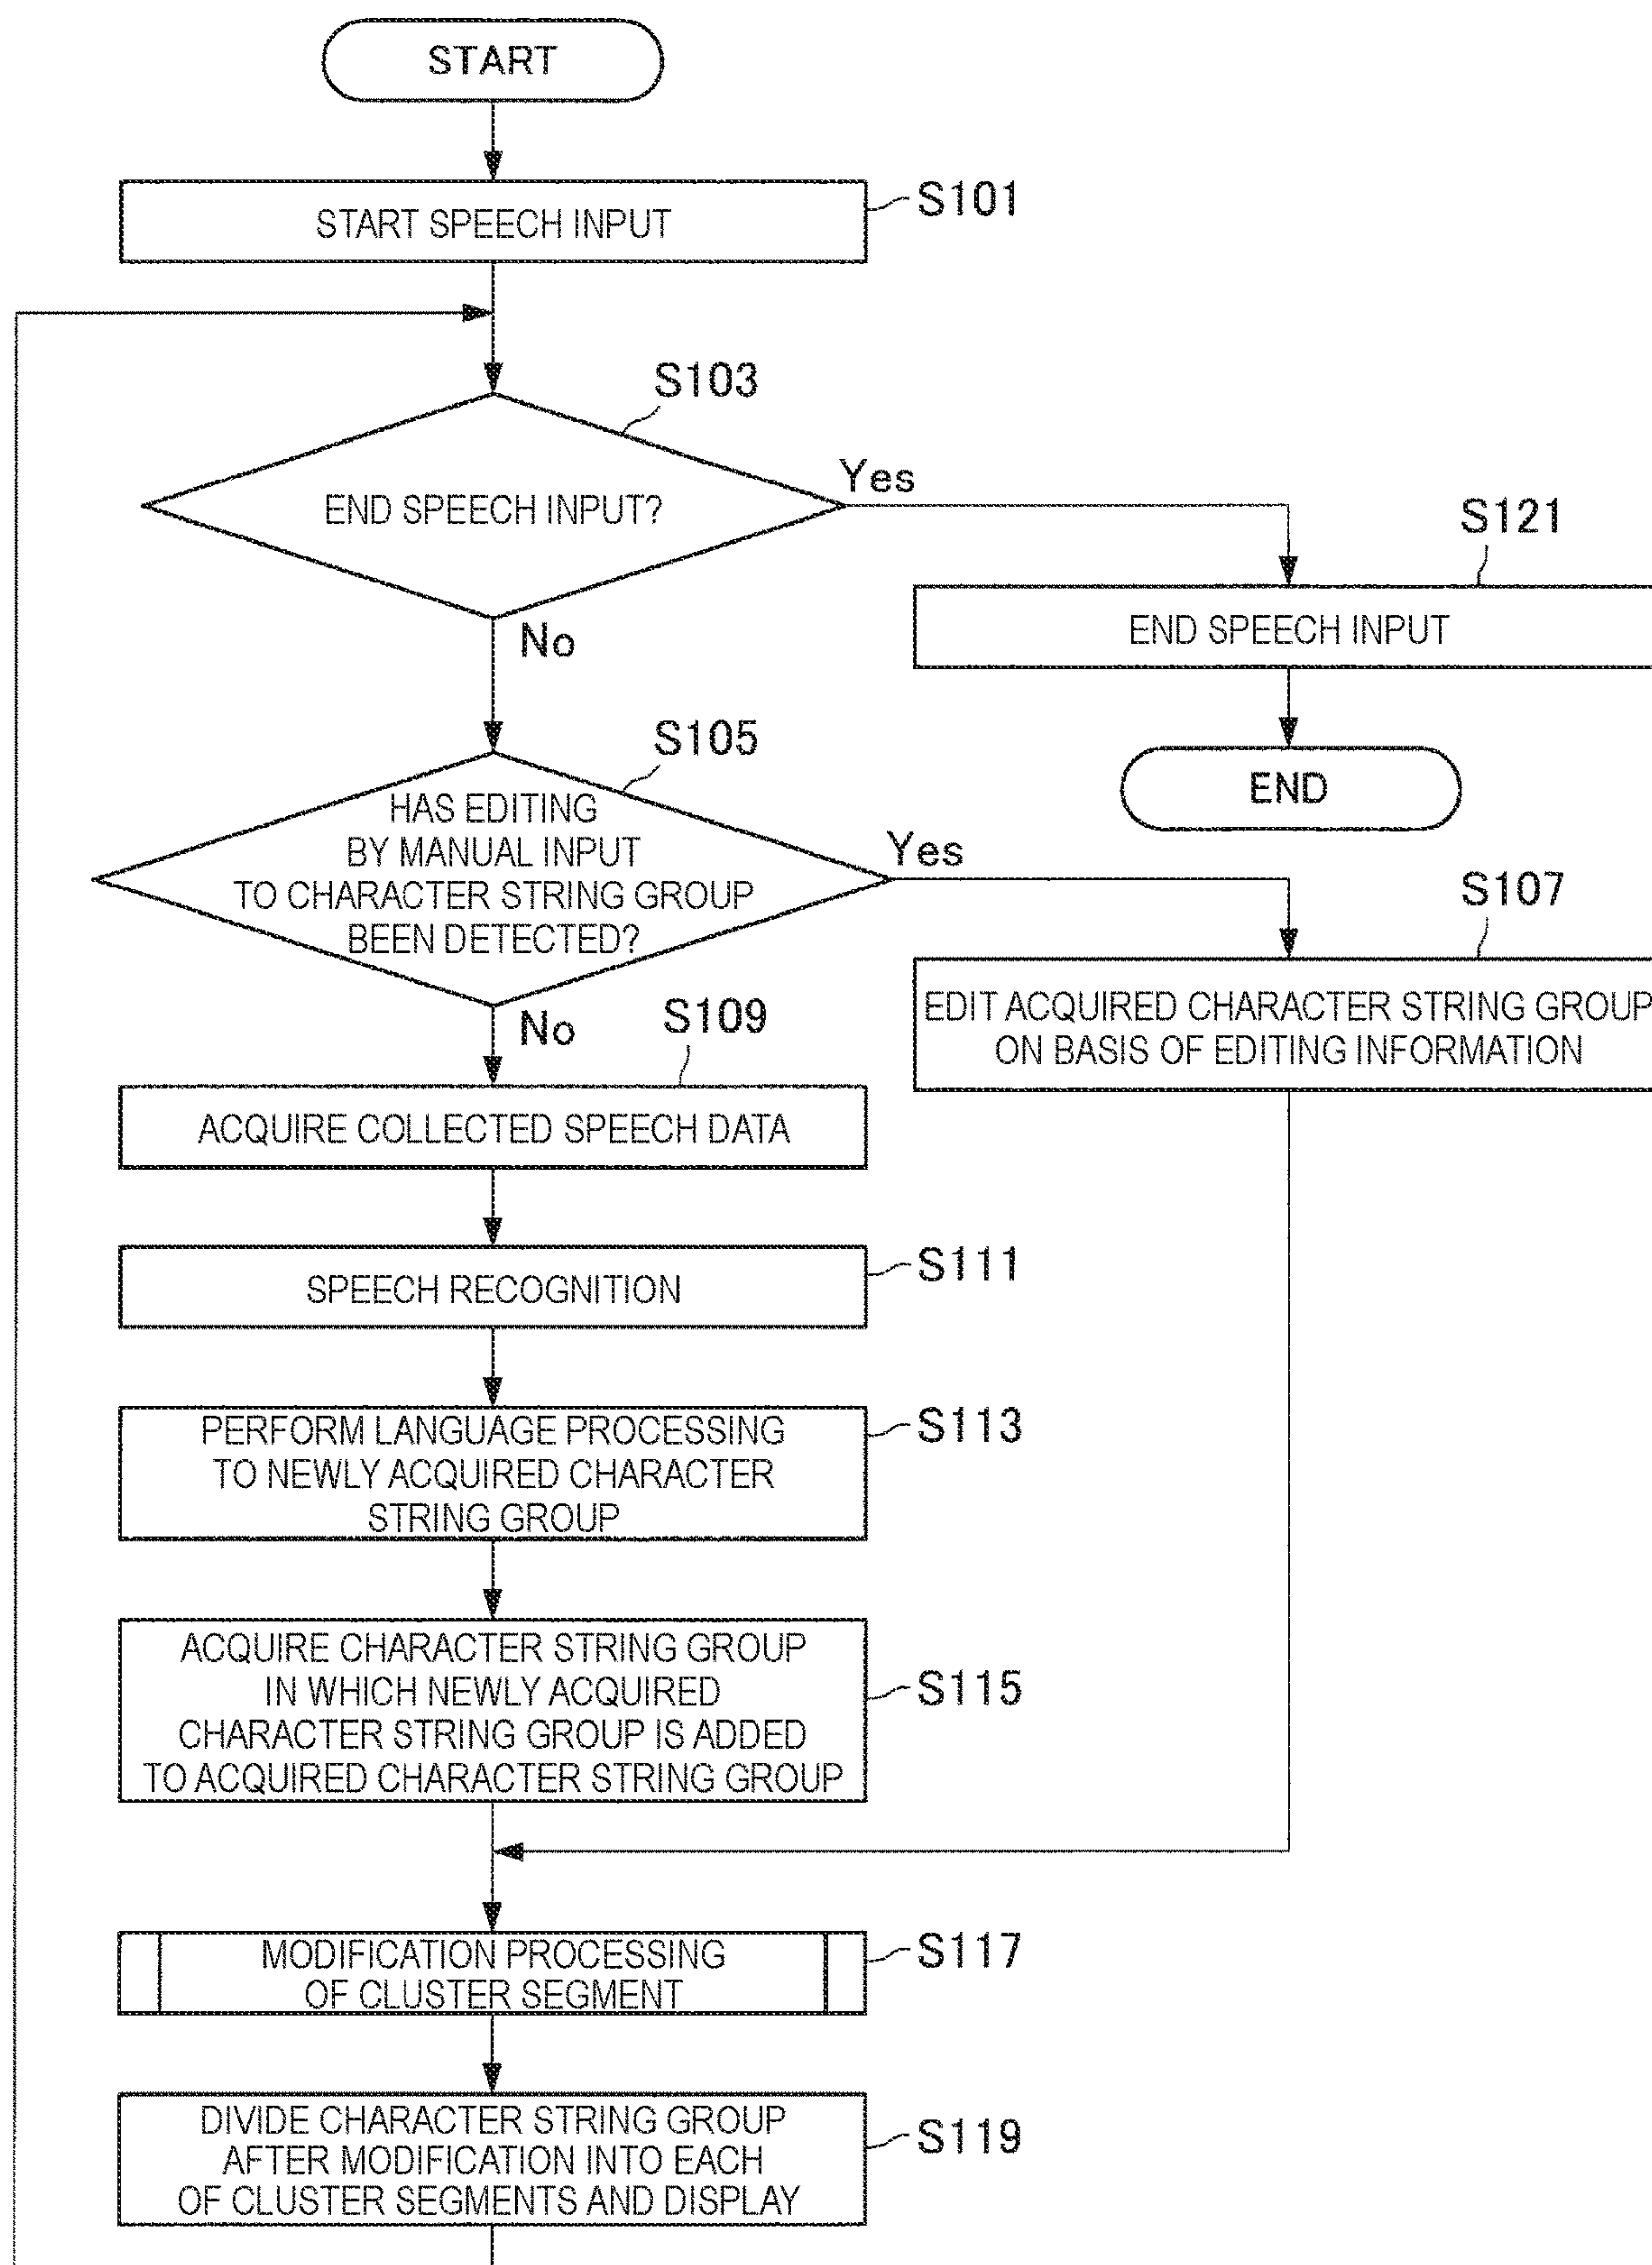 START
START SPEECH INPUT
S101
S103
END SPEECH INPUT?
Yes
No
S121
END SPEECH INPUT
END
S105
HAS EDITING
BY MANUAL INPUT
TO CHARACTER STRING GROUP
BEEN DETECTED?
Yes
No
S107
EDIT ACQUIRED CHARACTER STRING GROUP
ON BASIS OF EDITING INFORMATION
S109
ACQUIRE COLLECTED SPEECH DATA
SPEECH RECOGNITION
S111
PERFORM LANGUAGE PROCESSING
TO NEWLY ACQUIRED CHARACTER
STRING GROUP
S113
ACQUIRE CHARACTER STRING GROUP
IN WHICH NEWLY ACQUIRED
CHARACTER STRING GROUP IS ADDED
TO ACQUIRED CHARACTER STRING GROUP
S115
MODIFICATION PROCESSING
OF CLUSTER SEGMENT
S117
DIVIDE CHARACTER STRING GROUP
AFTER MODIFICATION INTO EACH
OF CLUSTER SEGMENTS AND DISPLAY
S119